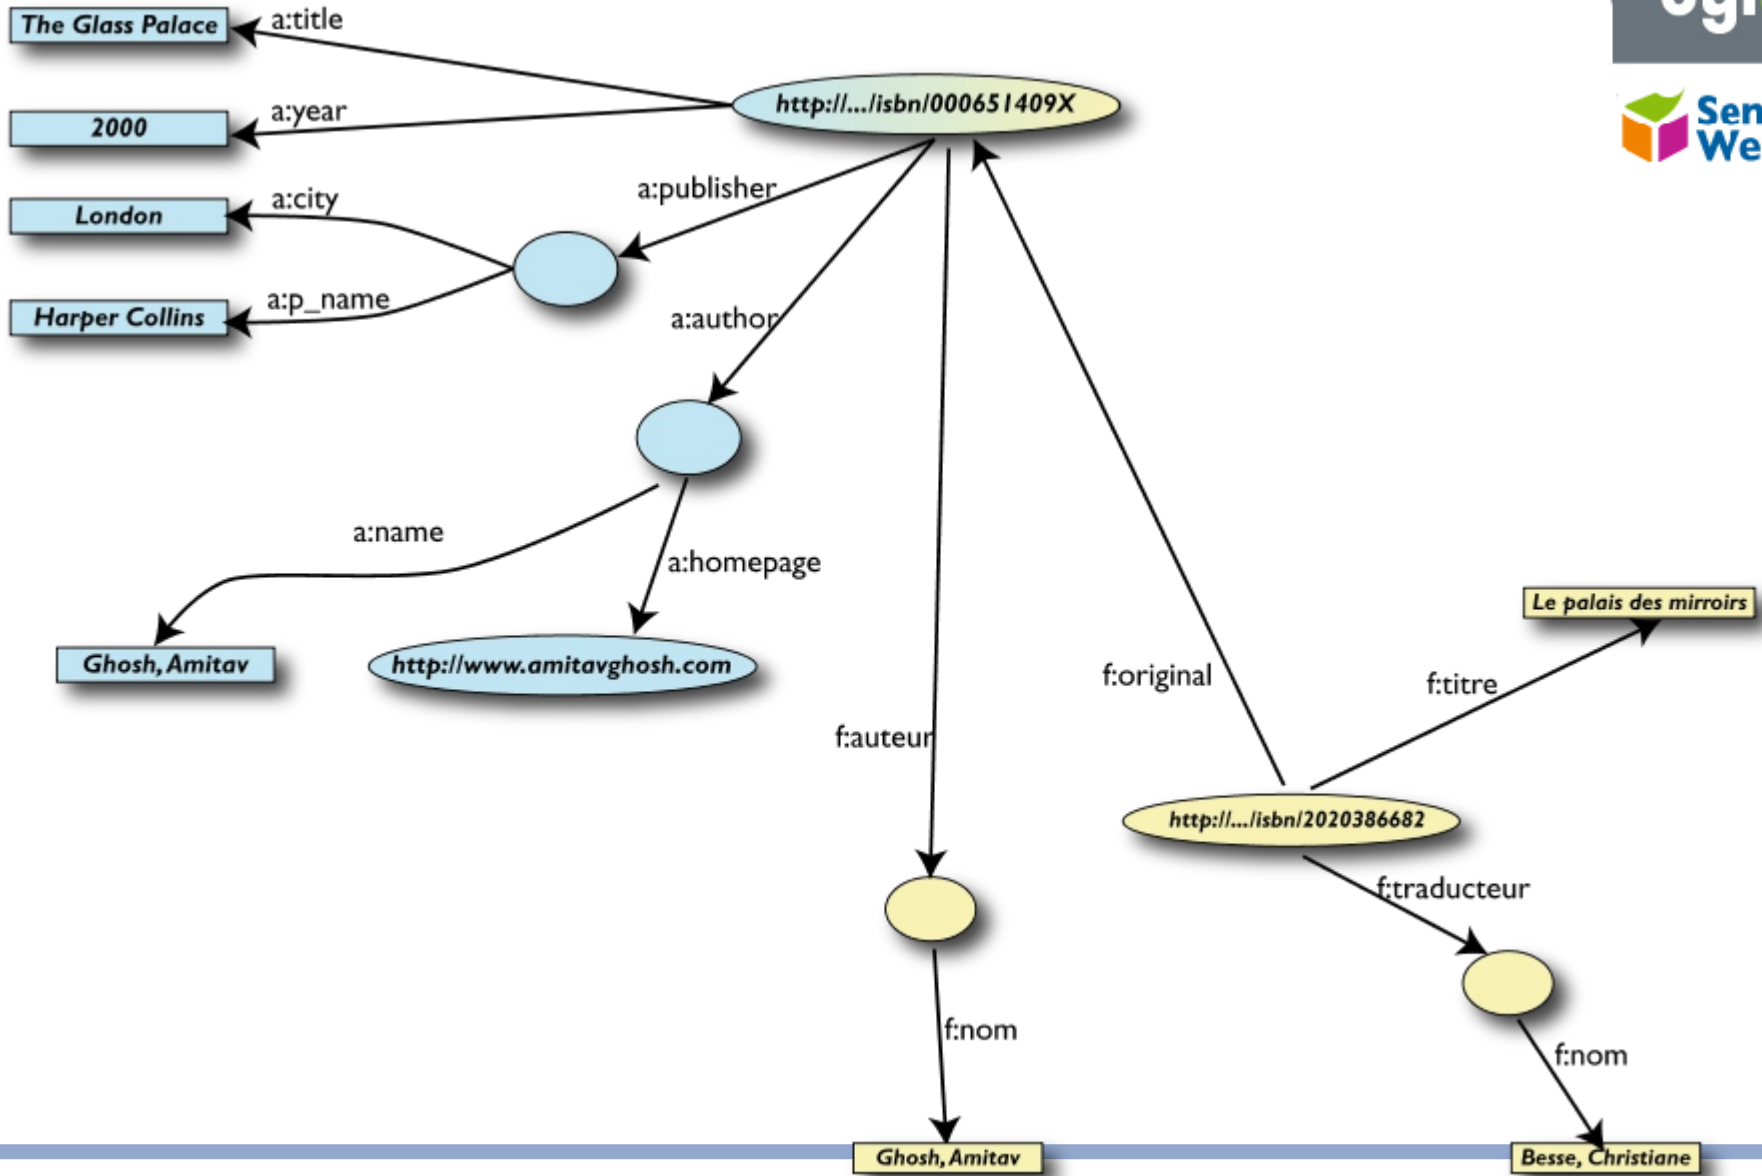 The Glass Palace
a:title
http://.../isbn/000651409X
2000
a:year
Sem
We
London
a:city
a:publisher
Harper Collins
a:p_name
a:author
a:name
a:homepage
Le palais des mirroirs
Ghosh, Amitav
http://www.amitavghosh.com
f:original
f:titre
f:auteur
http://.../isbn/2020386682
f:traducteur
f:nom
f:nom
Ghosh, Amitav
Besse, Christiane